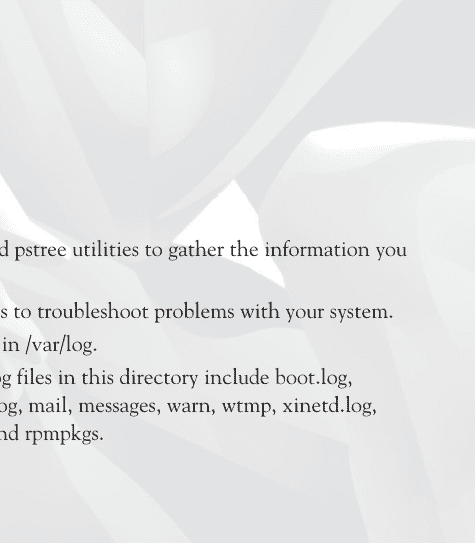 d pstree utilities to gather the information you
s to troubleshoot problems with your system.
in /var/log.
g files in this directory include boot.log,
og, mail, messages, warn, wtmp, xinetd.log,
nd rpmpkgs.